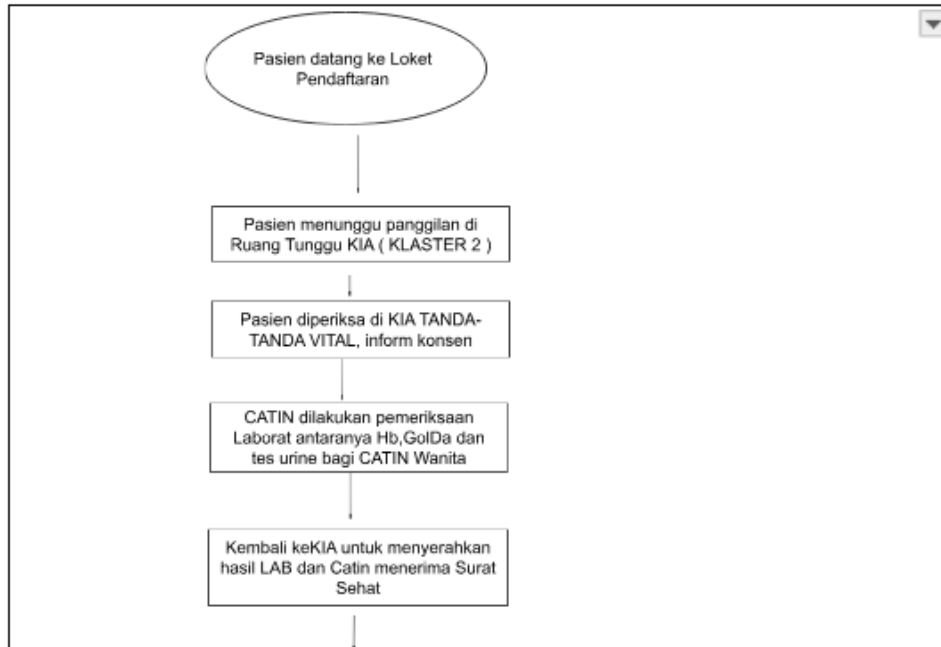 Pasien datang ke Loket
Pendaftaran
Pasien menunggu panggilan di
Ruang Tunggu KIA ( KLASTER 2 )
Pasien diperiksa di KIA TANDA-
TANDA VITAL, inform konsen
CATIN dilakukan pemeriksaan
Laborat antaranya Hb,GolDa dan
tes urine bagi CATIN Wanita
Kembali keKIA untuk menyerahkan
hasil LAB dan Catin menerima Surat
Sehat